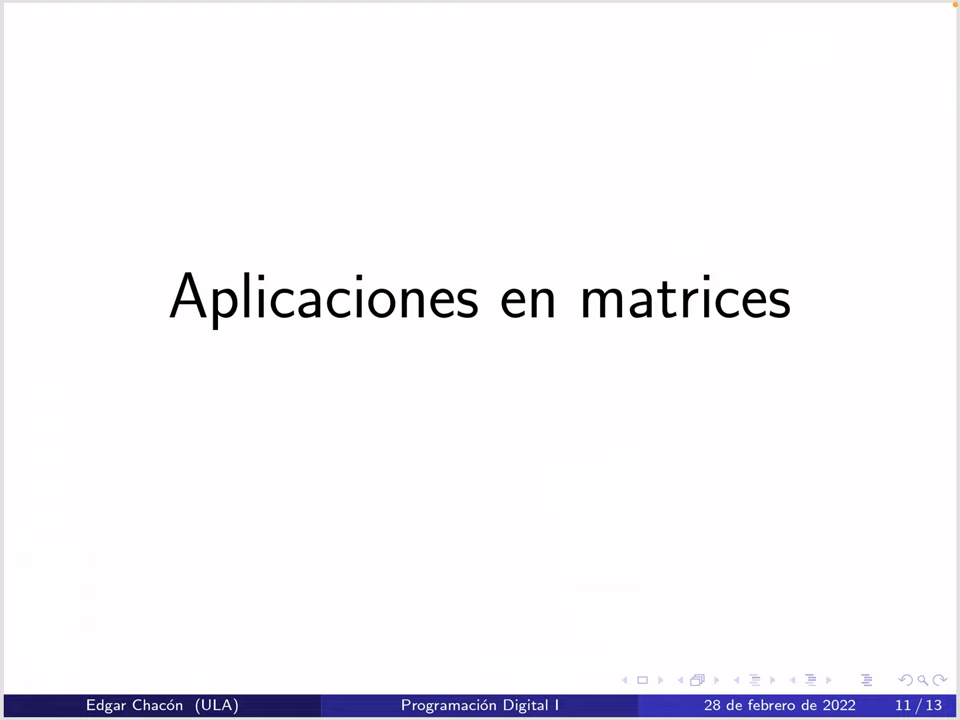 Aplicaciones en matrices
Edgar Chacón (ULA) Programación Digital I 28 de febrero de 2022 11 / 13